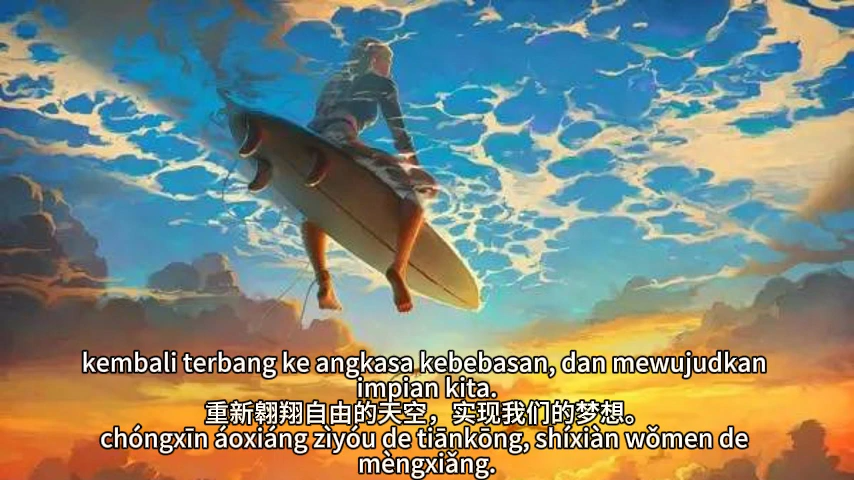 kembali terbang ke angkasa kebebasan, dan mewujudkan
impian kita.
重新翱翔自由的天空，实现我们的梦想。
chóngxīn áoxiáng zìyóu de tiānkōng, shíxiàn wǒmen de
mèngxiǎng.